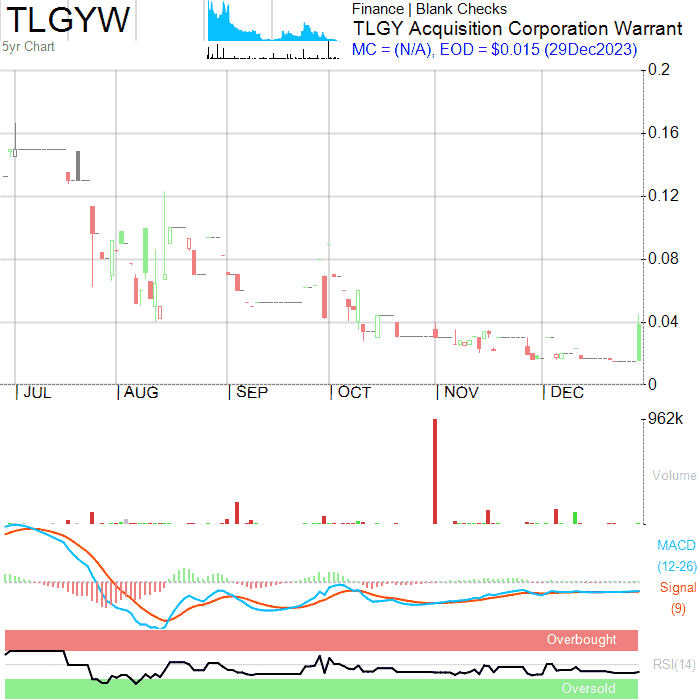 TLGYW
5yr Chart
Finance | Blank Checks
TLGY Acquisition Corporation Warrant
MC = (N/A), EOD = $0.015 (29Dec2023)
0.2
0.16
0.12
0.08
0.04
0
JUL AUG SEP OCT NOV DEC
962k
Volume
MACD
(12-26)
Signal
(9)
Overbought
RSI(14)
Oversold